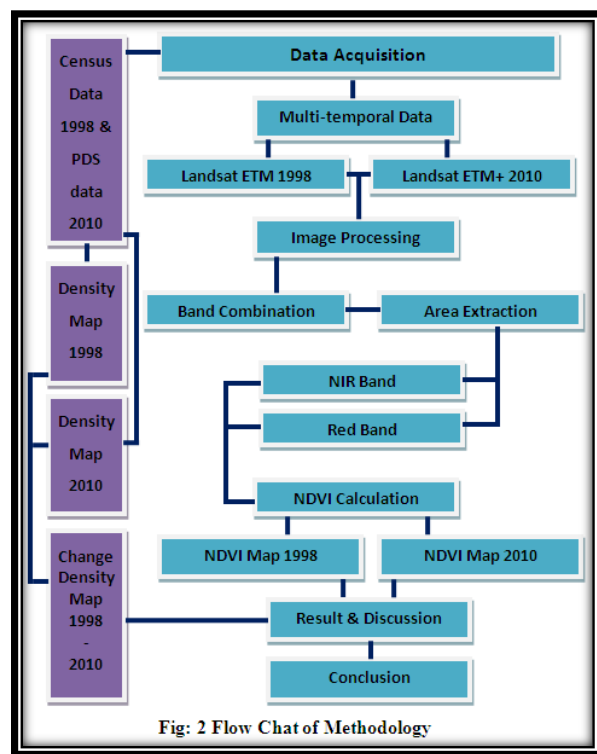 Census
Data
1998 &
PDS
data
2010
Data Acquisition
Multi-temporal Data
Landsat ETM 1998
Landsat ETM+ 2010
Image Processing
Density
Map
1998
Band Combination
Area Extraction
NIR Band
Red Band
Density
Map
2010
NDVI Calculation
NDVI Map 1998
NDVI Map 2010
Change
Density
Map
1998
-
2010
Result & Discussion
Conclusion
Fig: 2 Flow Chat of Methodology